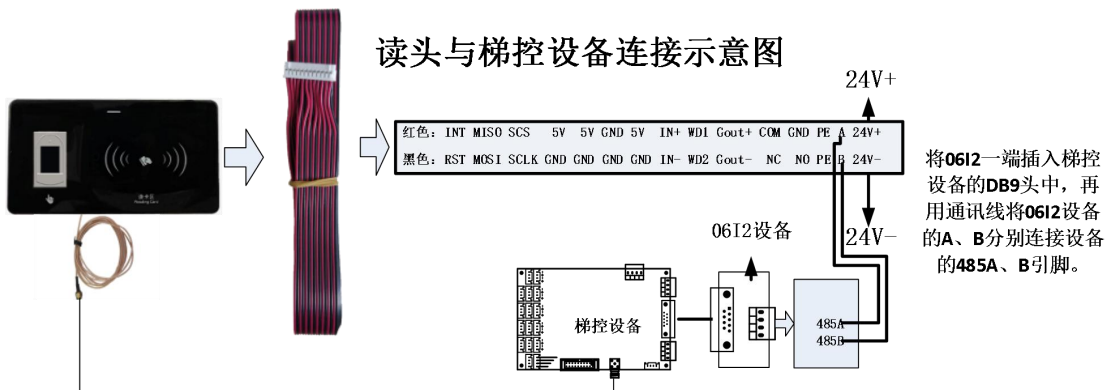 读头与梯控设备连接示意图
24V+
红色: INT MISO SCS 5V 5V GND 5V IN+ WD1 Gout+ COM GND PE A 24V+
黑色: RST MOSI SCLK GND GND GND GND IN- WD2 Gout- NC NO PE B 24V-
24V-
将06I2一端插入梯控
设备的DB9头中，再
用通讯线将06I2设备
的A、B分别连接设备
的485A、B引脚。
06I2设备
梯控设备
485A
485B
Reading Card